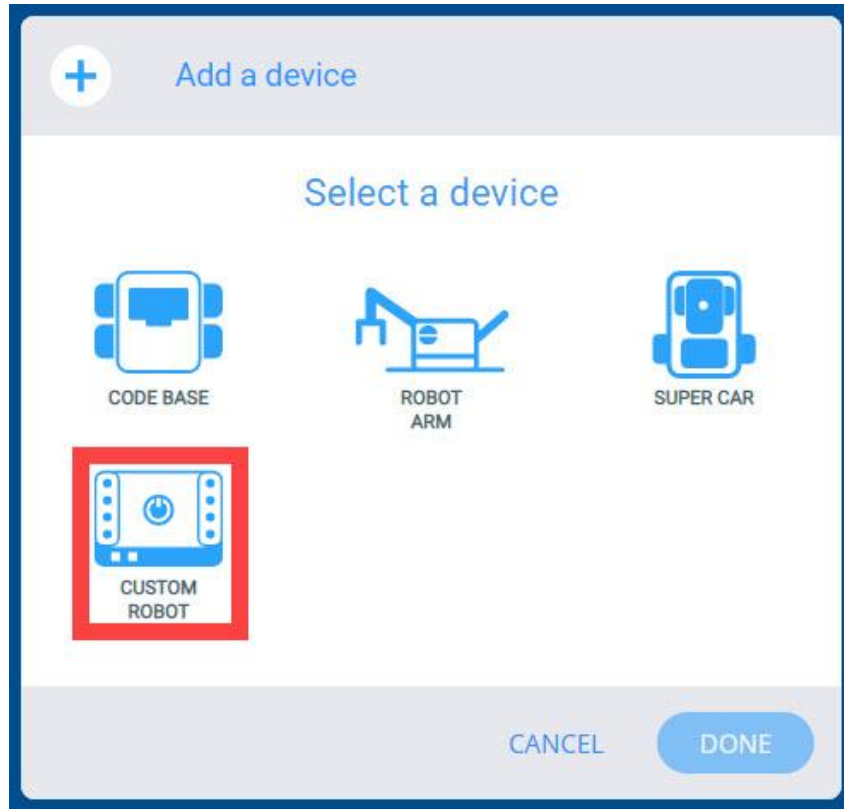 Add a device
Select a device
CODE BASE
ROBOT
ARM
SUPER CAR
CUSTOM
ROBOT
CANCEL
DONE